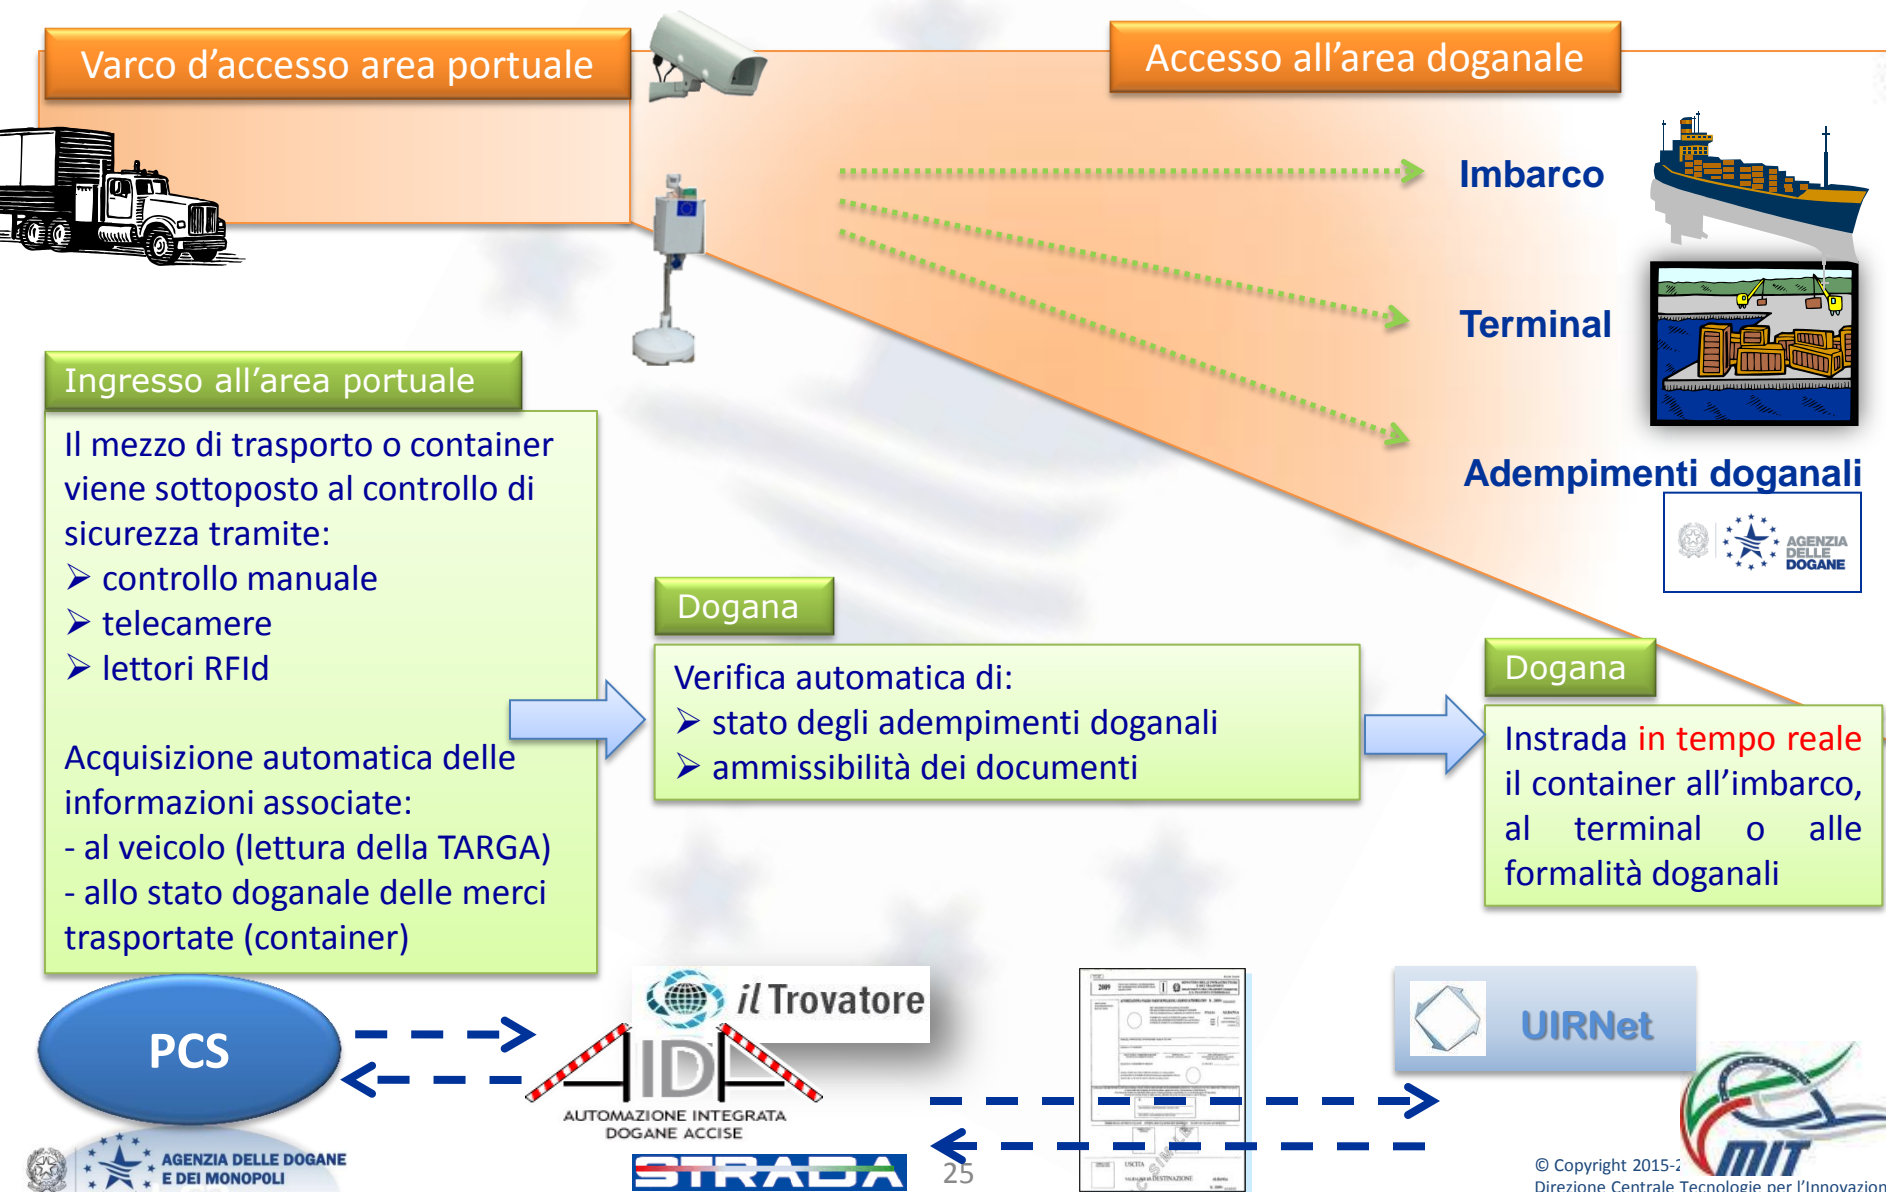 Varco d'accesso area portuale
Accesso all'area doganale
Imbarco
Terminal
Adempimenti doganali
AGENZIA
DELLE
DOGANE
Ingresso all'area portuale
Il mezzo di trasporto o container
viene sottoposto al controllo di
sicurezza tramite:
➢ controllo manuale
➢ telecamere
➢ lettori RFId
Acquisizione automatica delle
informazioni associate:
- al veicolo (lettura della TARGA)
- allo stato doganale delle merci
trasportate (container)
Dogana
Verifica automatica di:
➢ stato degli adempimenti doganali
➢ ammissibilità dei documenti
Dogana
Instrada in tempo reale
il container all'imbarco,
al terminal o alle
formalità doganali
PCS
il Trovatore
AIDA
AUTOMAZIONE INTEGRATA
DOGANE ACCISE
STRADA
2009
USCITA
UIRNet
MIT
AGENZIA DELLE DOGANE
E DEI MONOPOLI
25
© Copyright 2015-2
Direzione Centrale Tecnologie per l'Innovazion